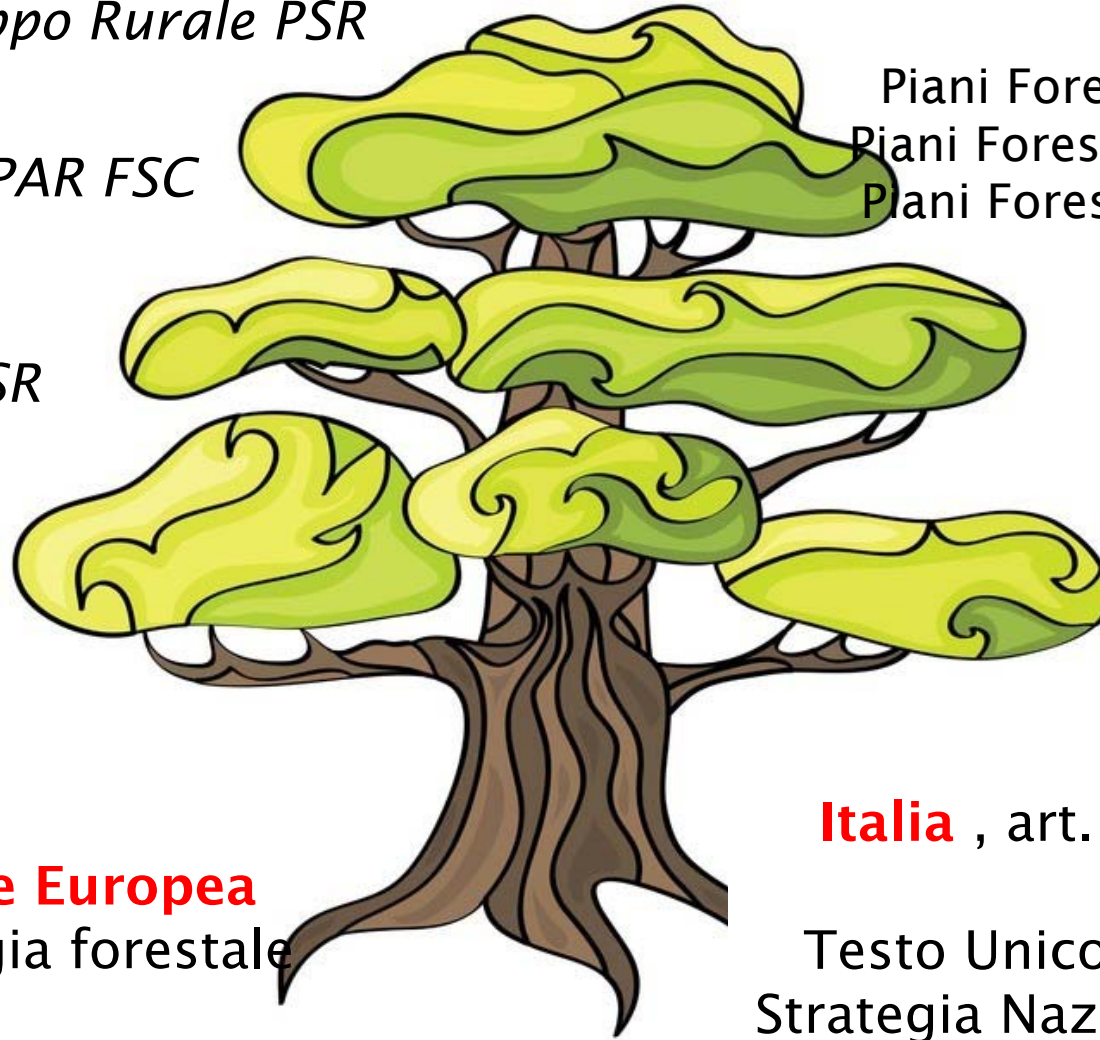 ppo Rurale PSR
PAR FSC
SR
Piani Fore
Piani Fores
Piani Fores
e Europea
gia forestale
Italia , art.
Testo Unico
Strategia Naz